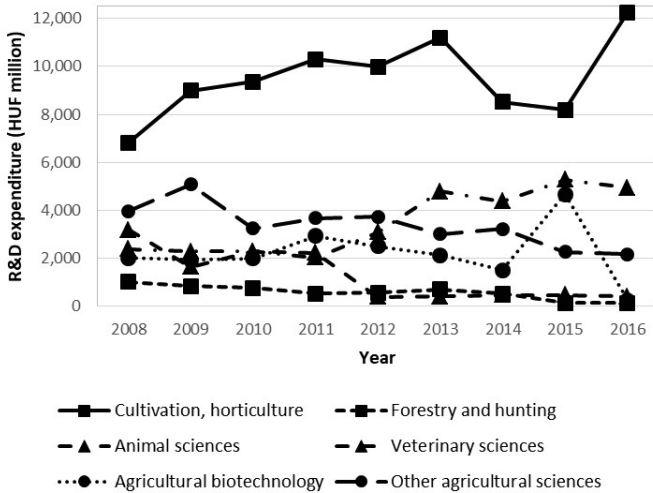 R&D expenditure (HUF million)
12,000
10,000
8,000
6,000
4,000
2,000
0
2008 2009 2010 2011 2012 2013 2014 2015 2016
Year
Cultivation, horticulture Forestry and hunting
Animal sciences Veterinary sciences
Agricultural biotechnology Other agricultural sciences